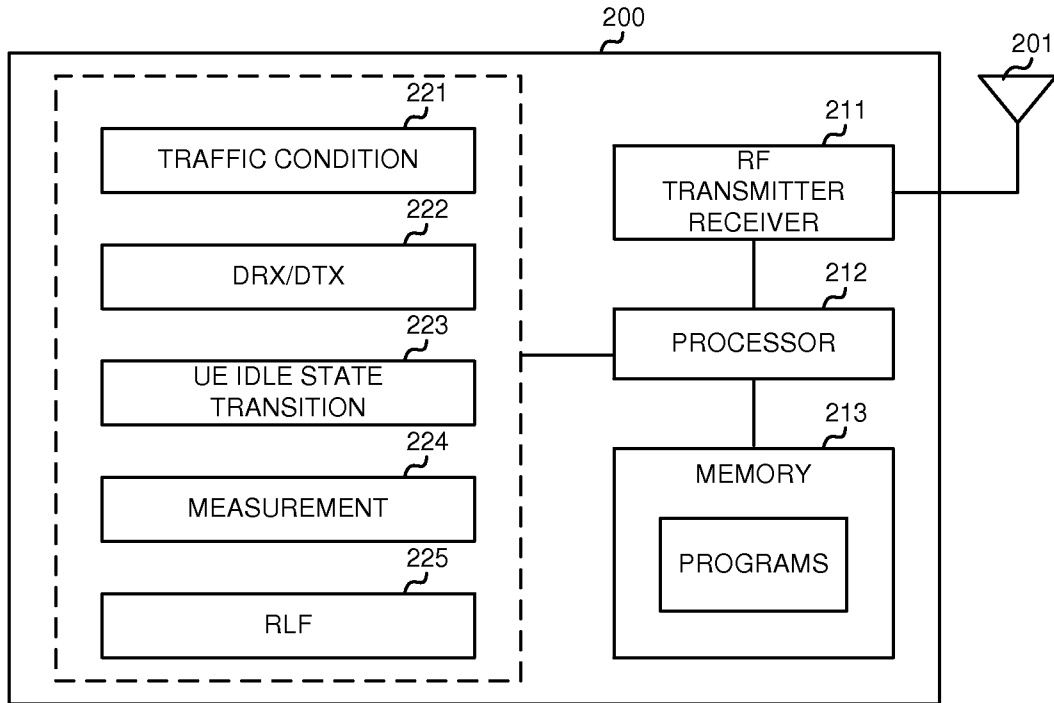 200
201
221
TRAFFIC CONDITION
222
DRX/DTX
223
UE IDLE STATE
TRANSITION
224
MEASUREMENT
225
RLF
211
RF
TRANSMITTER
RECEIVER
212
PROCESSOR
213
MEMORY
PROGRAMS